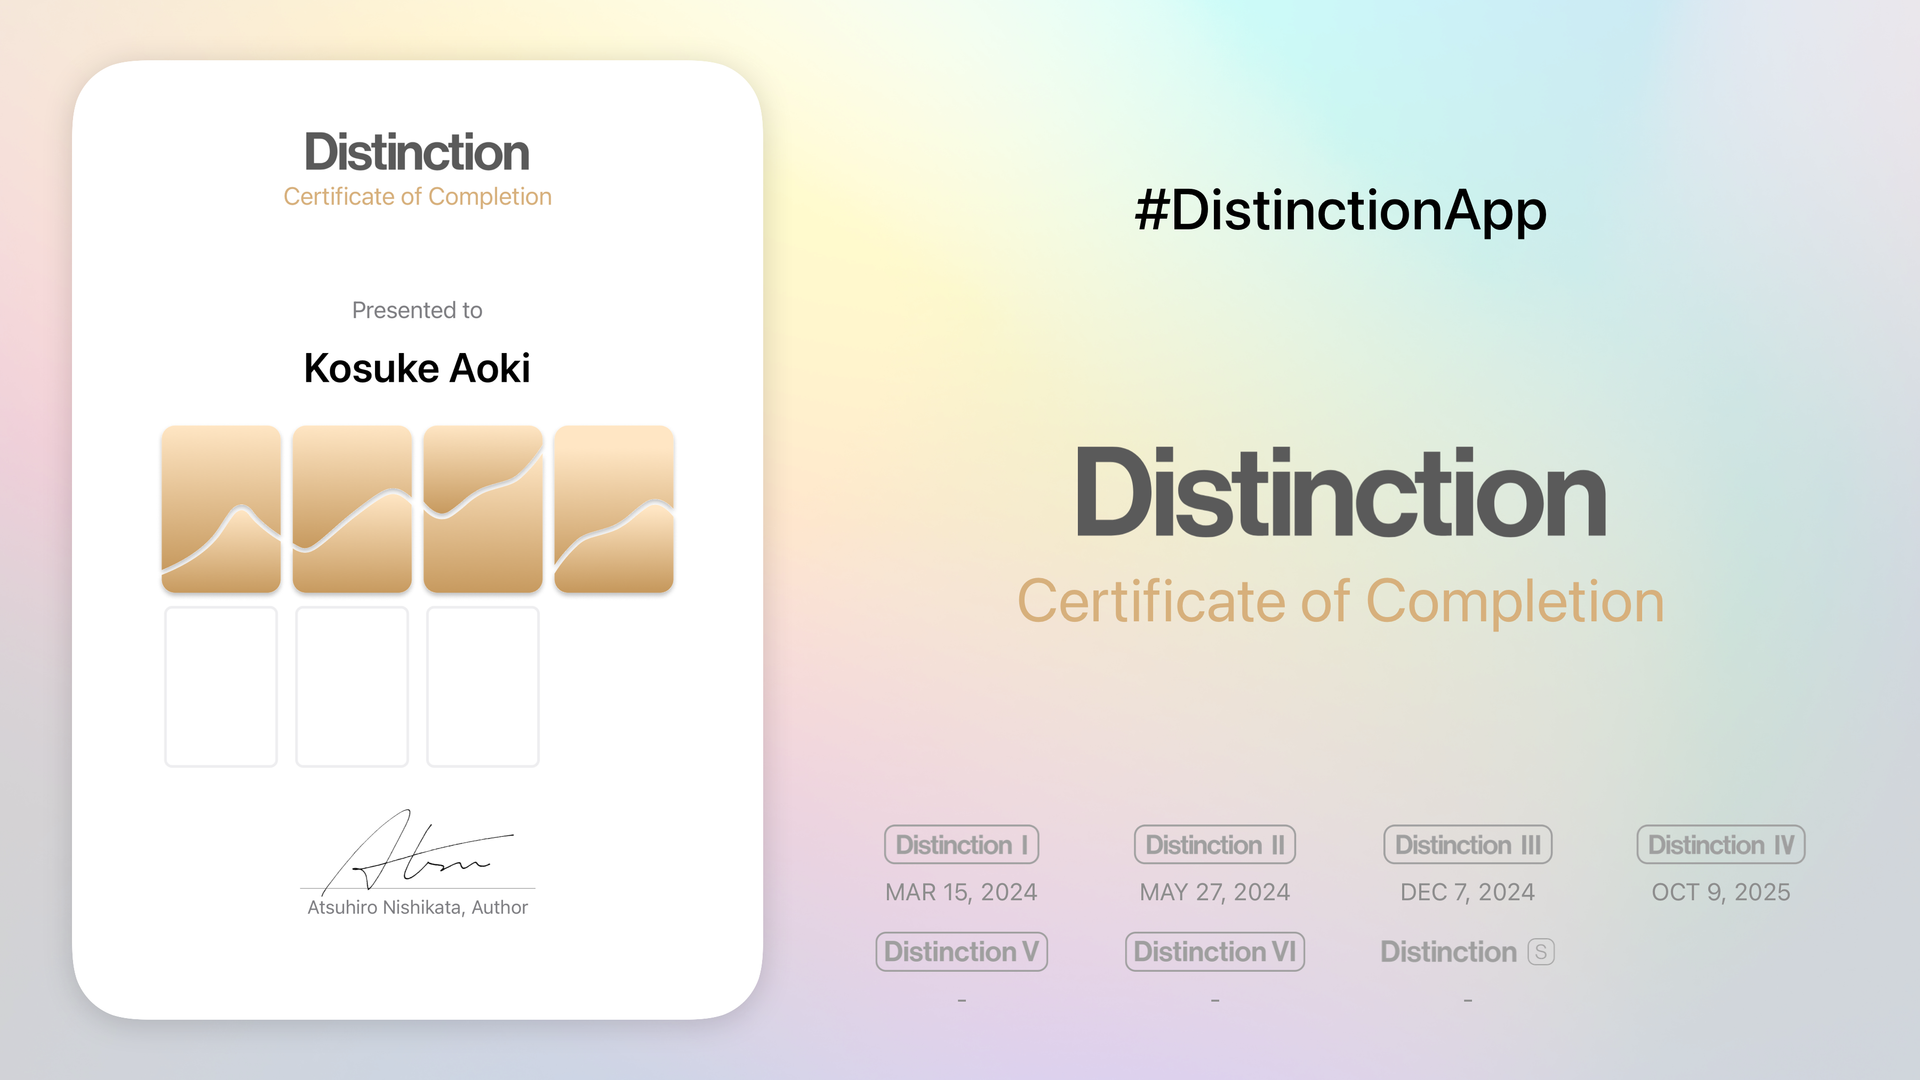 Distinction
Certificate of Completion
Presented to
Kosuke Aoki
Atsuhiro Nishikata, Author
#DistinctionApp
Distinction
Certificate of Completion
Distinction I
Distinction II
Distinction III
Distinction IV
MAR 15, 2024
MAY 27, 2024
DEC 7, 2024
OCT 9, 2025
Distinction V
Distinction VI
Distinction S
-
-
-